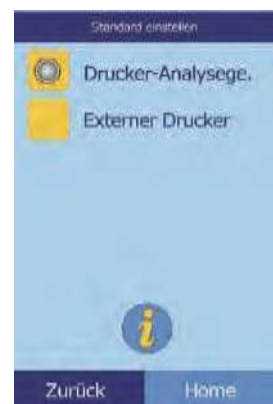 Standard einstellen
Drucker-Analysege.
Externer Drucker
i
Zurück
Home